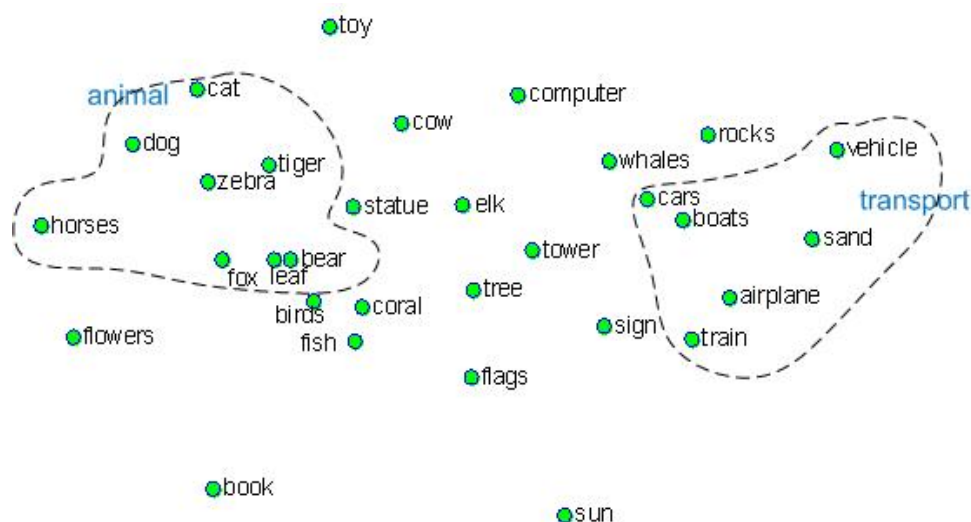 toy
animal
cat
computer
cow
rocks
dog
vehicle
whales
tiger
zebra
cars
transport
statue
elk
boats
horses
sand
tower
bear
fox
leaf
tree
airplane
birds
coral
sign
flowers
fish
train
flags
book
sun